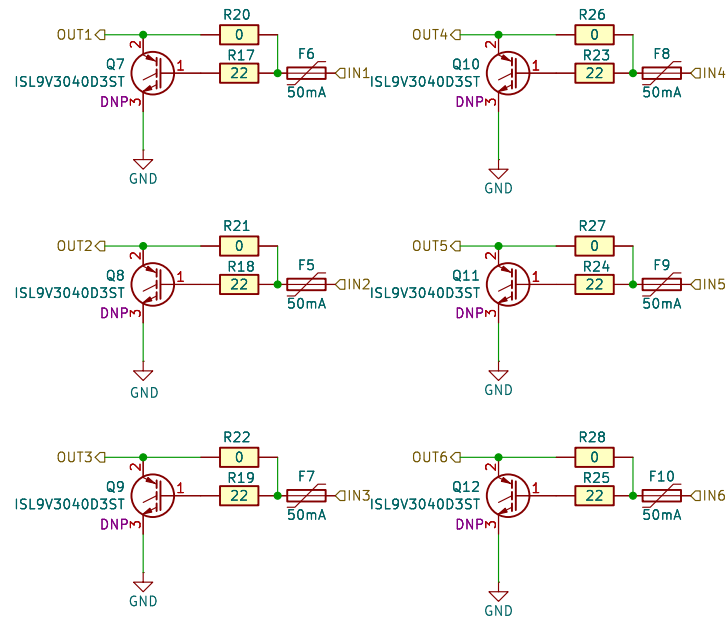 R20
OUT1
0
2
Q7
R17
F6
ISL9V3040D3ST
1
22
IN1
DNP
3
50mA
GND
R26
OUT4
0
2
Q10
R23
F8
ISL9V3040D3ST
1
22
IN4
DNP
3
50mA
GND
R21
OUT2
0
2
Q8
R18
F5
ISL9V3040D3ST
1
22
IN2
DNP
3
50mA
GND
R27
OUT5
0
2
Q11
R24
F9
ISL9V3040D3ST
1
22
IN5
DNP
3
50mA
GND
R22
OUT3
0
2
Q9
R19
F7
ISL9V3040D3ST
1
22
IN3
DNP
3
50mA
GND
R28
OUT6
0
2
Q12
R25
F10
ISL9V3040D3ST
1
22
IN6
DNP
3
50mA
GND